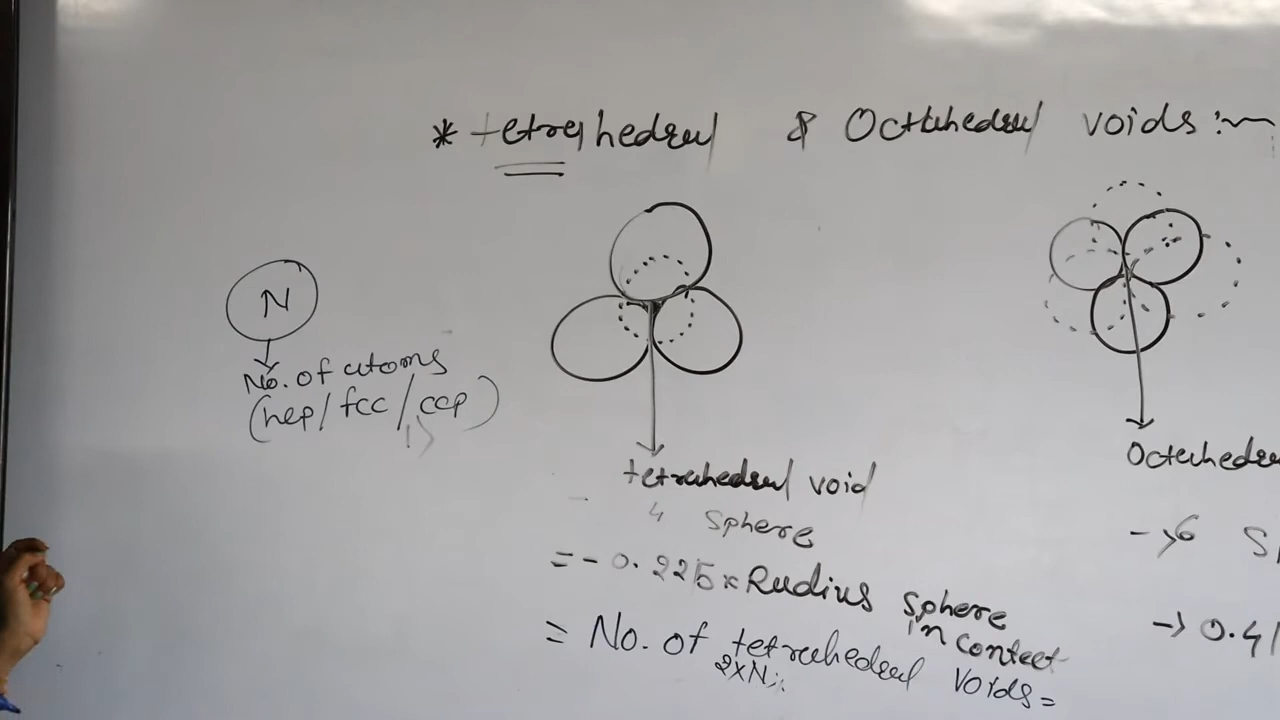 * tetrahedral & Octahedral voids :~
N
No. of atoms
(hcp/ fcc / ccp)
tetrahedral void
4 Sphere
= - 0.225 × Radius Sphere
in contact
= No. of tetrahedral Voids =
2×N
Octahedra
→ 6 S
→ 0.41